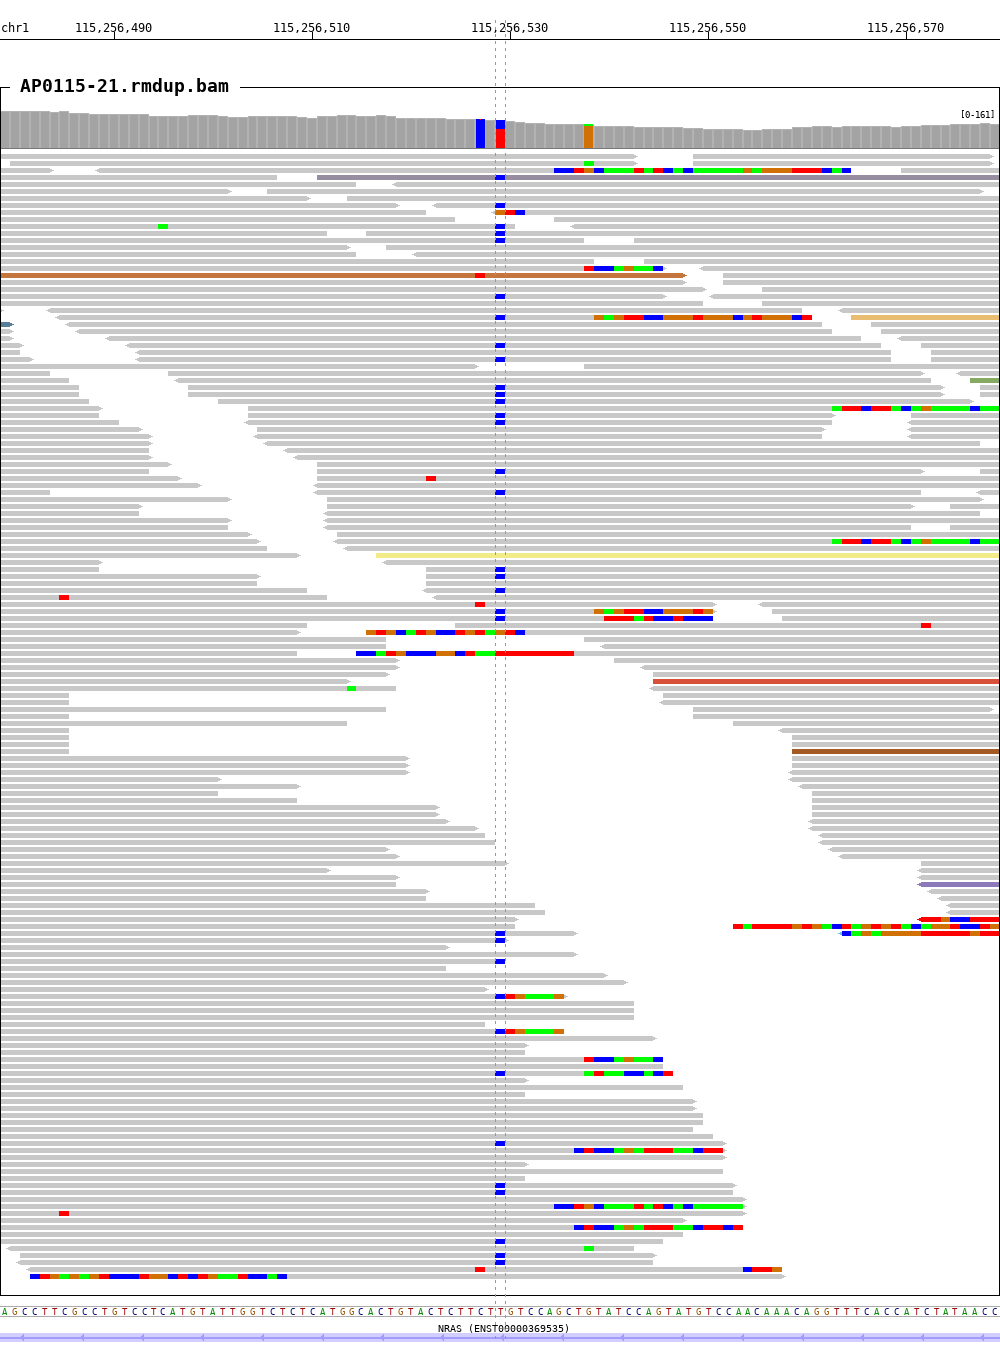 chr1 115,256,490 115,256,510 115,256,530 115,256,550 115,256,570
AP0115-21.rmdup.bam
[0-161]
AGCCTTCGCCTGTCCTCATGTATTGGTCTCTCATGGCACTGTACTCTTCTTGTCCAGCTGTATCCAGTATGTCCAACAAACAGGTTTCACCATCTATAACC
NRAS (ENST00000369535)